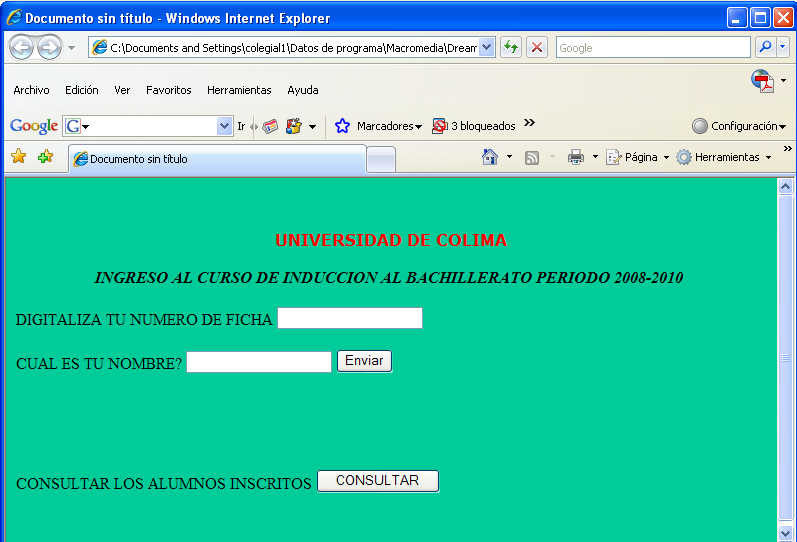 Documento sin título - Windows Internet Explorer
C:\Documents and Settings\colegial1\Datos de programa\Macromedia\Dream
Google
Archivo Edición Ver Favoritos Herramientas Ayuda
Google G Ir Marcadores 3 bloqueados » Configuración
Documento sin título Página Herramientas »
UNIVERSIDAD DE COLIMA
INGRESO AL CURSO DE INDUCCION AL BACHILLERATO PERIODO 2008-2010
DIGITALIZA TU NUMERO DE FICHA
CUAL ES TU NOMBRE? Enviar
CONSULTAR LOS ALUMNOS INSCRITOS CONSULTAR